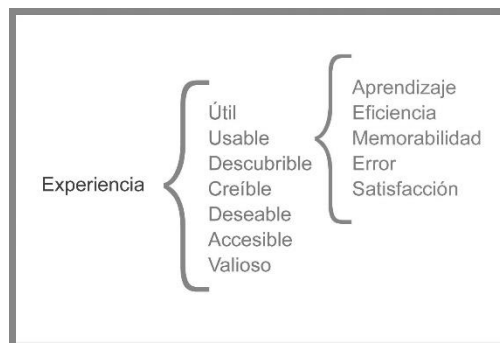 Experiencia
Útil
Usable
Descubrible
Creíble
Deseable
Accesible
Valioso
Aprendizaje
Eficiencia
Memorabilidad
Error
Satisfacción